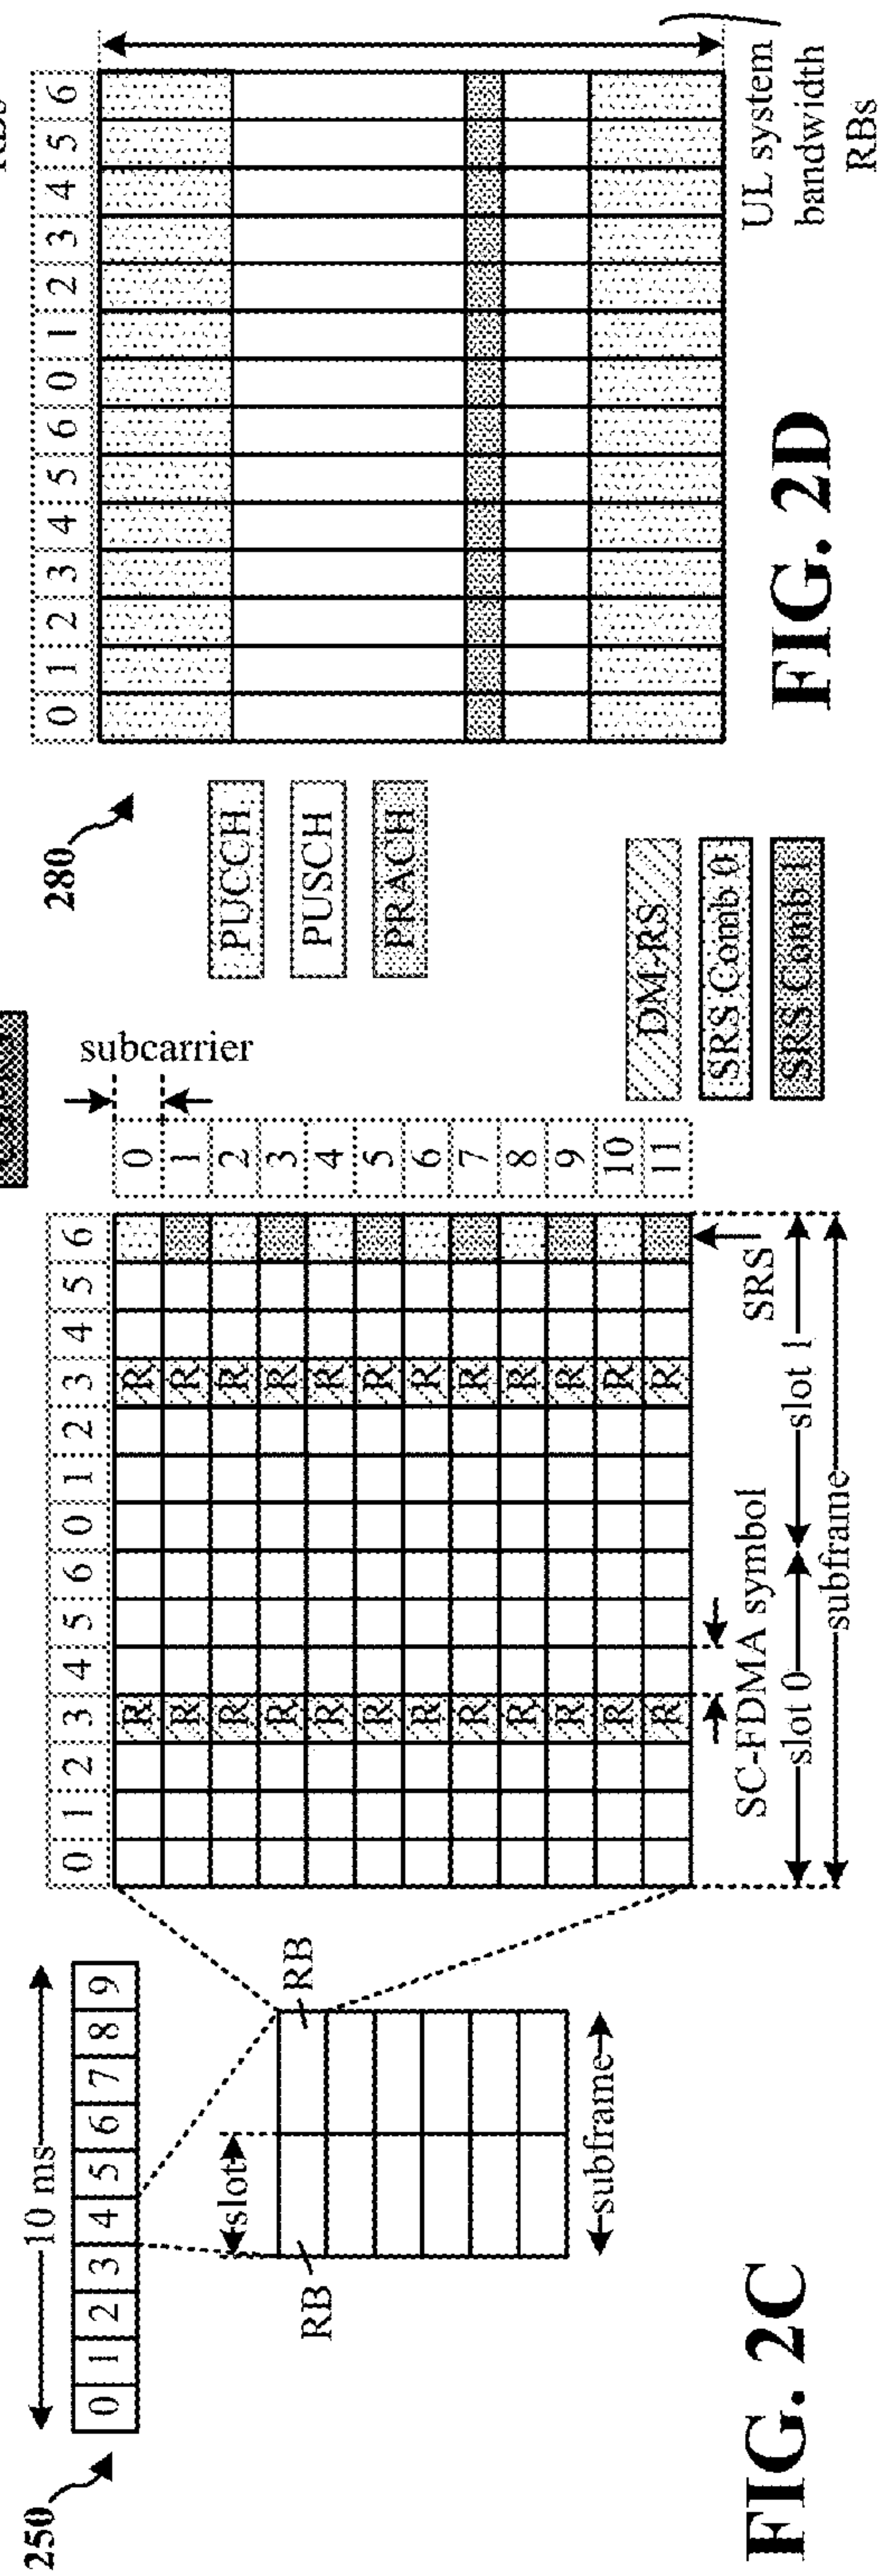 250
10 ms
0 1 2 3 4 5 6 7 8 9
slot
RB
RB
subframe
FIG. 2C
0 1 2 3 4 5 6 0 1 2 3 4 5 6
subcarrier
0
1
2
3
4
5
6
7
8
9
10
11
R R
R R
R R
R R
R R
R R
R R
R R
R R
R R
R R
R R
SC-FDMA symbol
SRS
slot 0
slot 1
subframe
DM-RS
SRS Comb 0
SRS Comb 1
280
PUCCH
PUSCH
PRACH
0 1 2 3 4 5 6 0 1 2 3 4 5 6
UL system
bandwidth
RBs
FIG. 2D